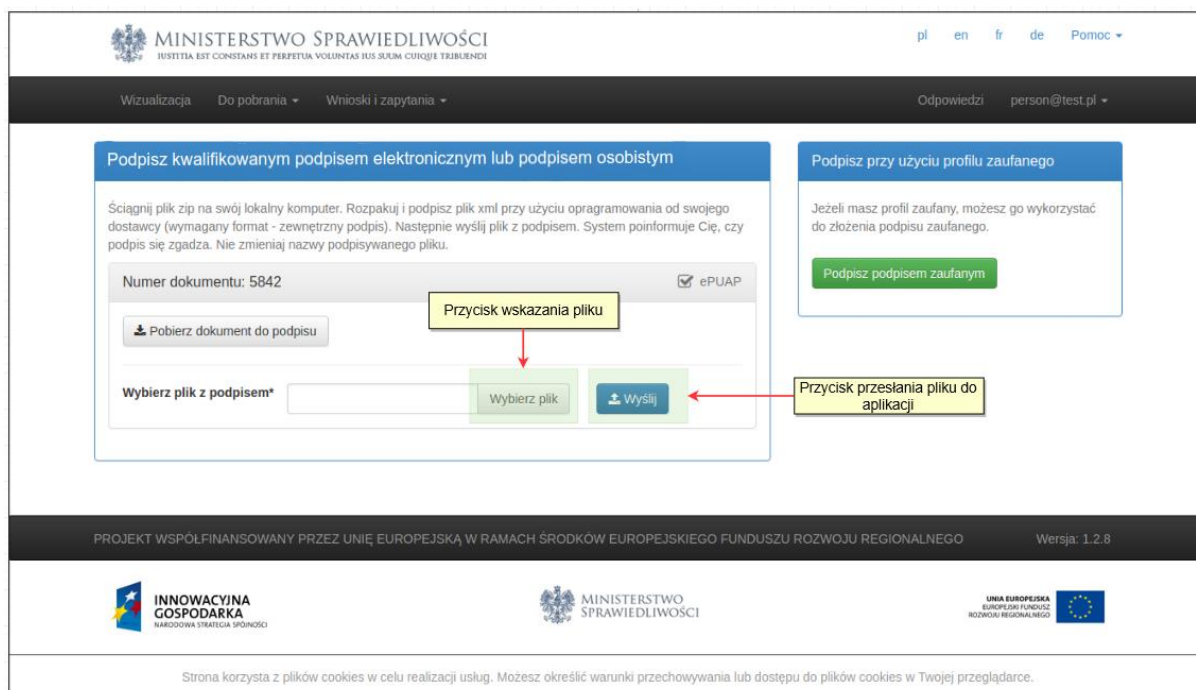 MINISTERSTWO SPRAWIEDLIWOŚCI
IUSTITIA EST CONSTANS ET PERPETUA VOLUNTAS IUS SUUM CUIQUE TRIBUENDI
pl en fr de Pomoc
Wizualizacja Do pobrania Wnioski i zapytania Odpowiedzi person@test.pl
Podpisz kwalifikowanym podpisem elektronicznym lub podpisem osobistym
Ściągnij plik zip na swój lokalny komputer. Rozpakuj i podpisz plik xml przy użyciu opragramowania od swojego
dostawcy (wymagany format - zewnętrzny podpis). Następnie wyślij plik z podpisem. System poinformuje Cię, czy
podpis się zgadza. Nie zmieniaj nazwy podpisywanego pliku.
Numer dokumentu: 5842 ePUAP
Przycisk wskazania pliku
Pobierz dokument do podpisu
Wybierz plik z podpisem* Wybierz plik Wyślij
Przycisk przesłania pliku do
aplikacji
Podpisz przy użyciu profilu zaufanego
Jeżeli masz profil zaufany, możesz go wykorzystać
do złożenia podpisu zaufanego.
Podpisz podpisem zaufanym
PROJEKT WSPÓŁFINANSOWANY PRZEZ UNIĘ EUROPEJSKĄ W RAMACH ŚRODKÓW EUROPEJSKIEGO FUNDUSZU ROZWOJU REGIONALNEGO Wersja: 1.2.8
INNOWACYJNA
GOSPODARKA
NARODOWA STRATEGIA SPÓJNOŚCI
MINISTERSTWO
SPRAWIEDLIWOŚCI
UNIA EUROPEJSKA
EUROPEJSKI FUNDUSZ
ROZWOJU REGIONALNEGO
Strona korzysta z plików cookies w celu realizacji usług. Możesz określić warunki przechowywania lub dostępu do plików cookies w Twojej przeglądarce.